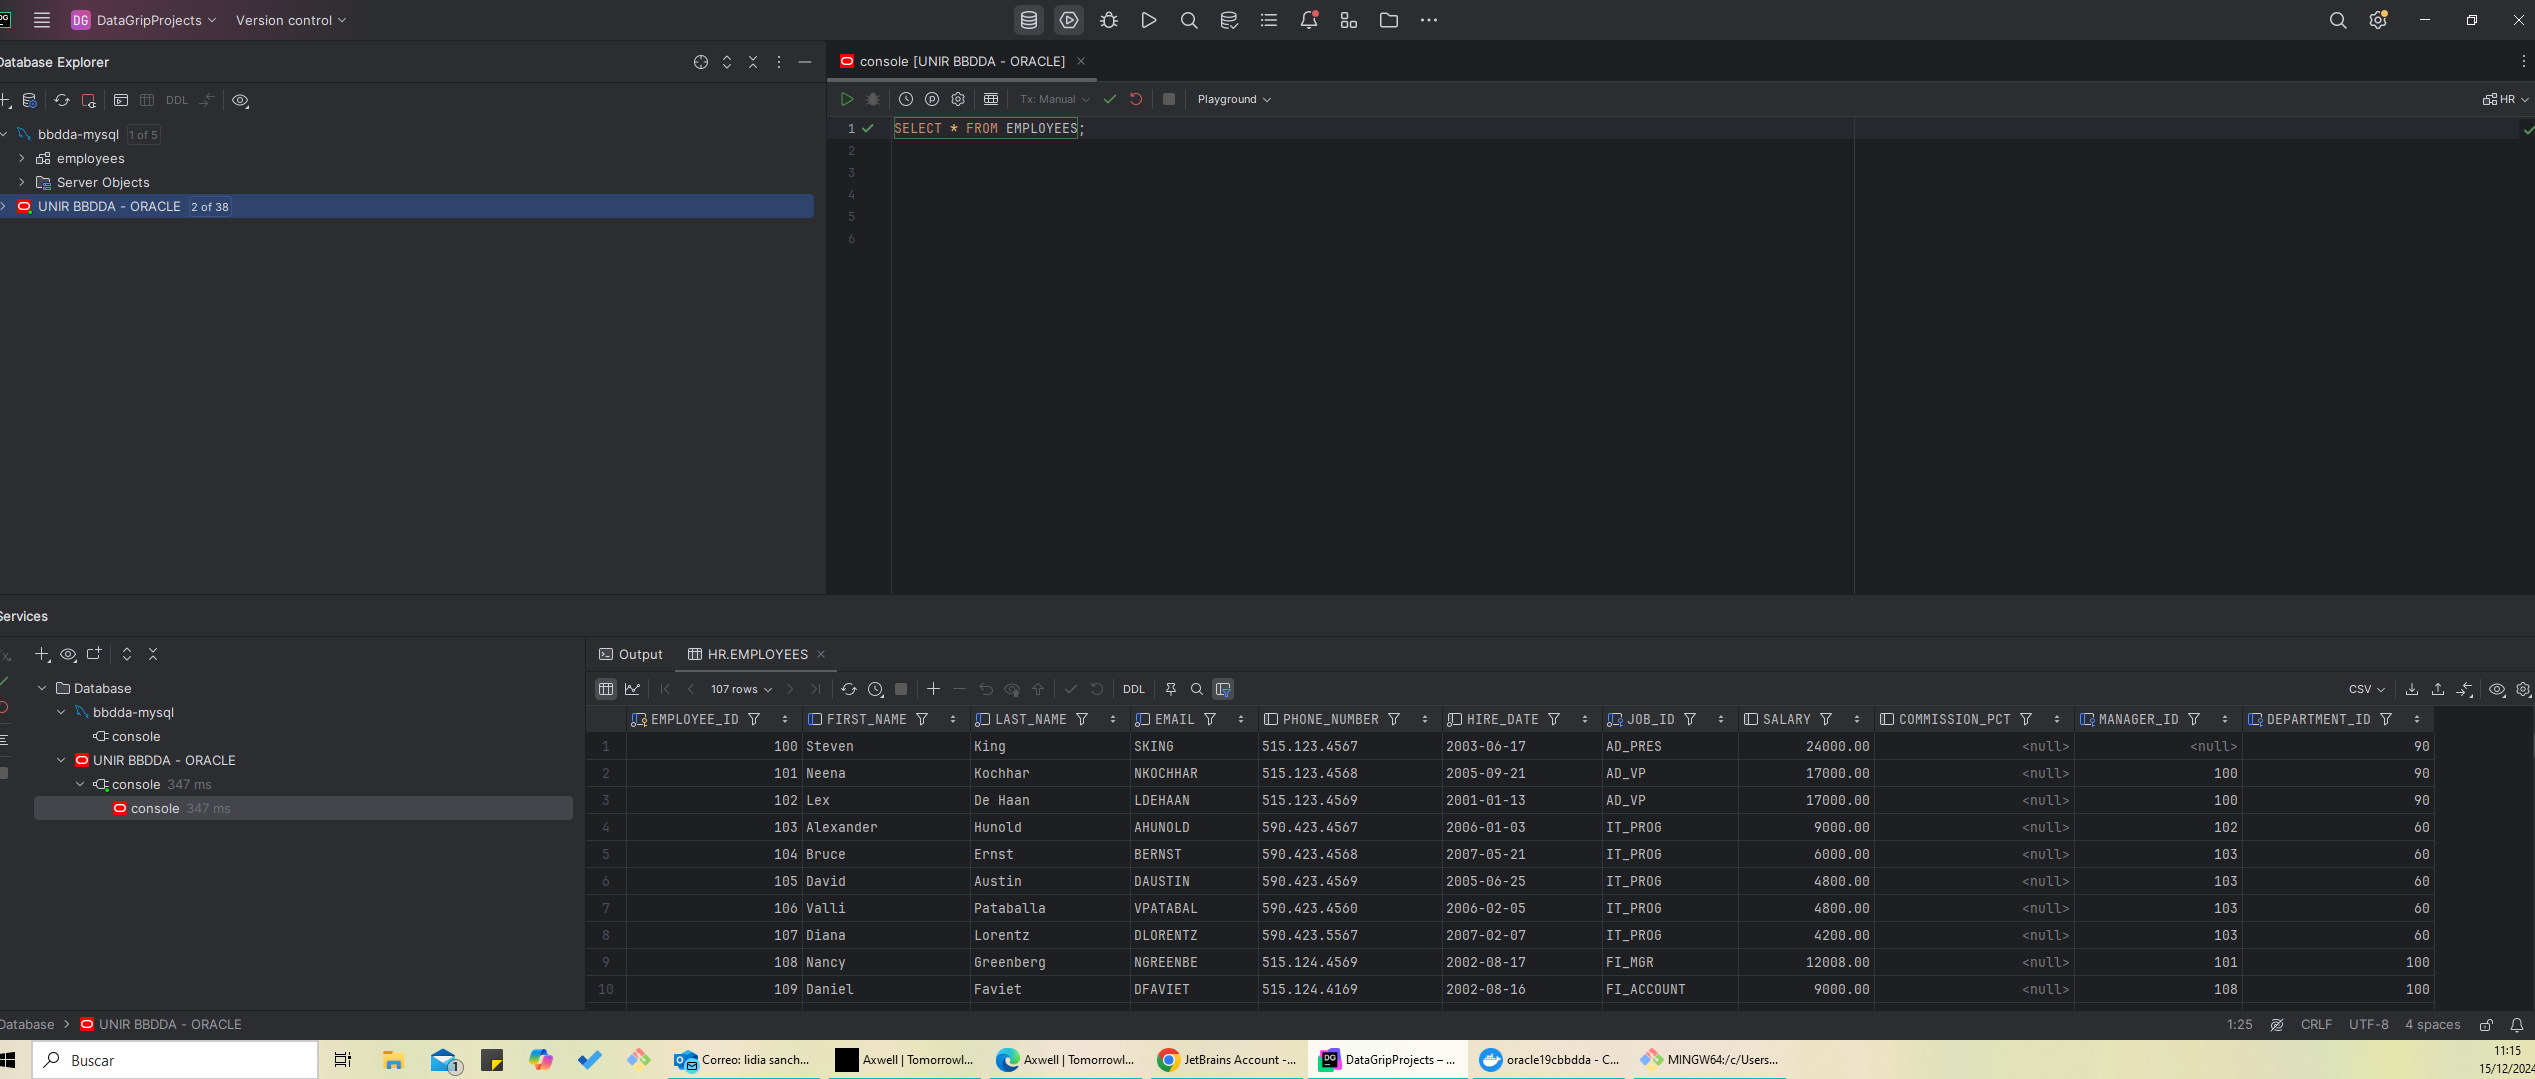 DG DataGripProjects Version control
Database Explorer
DDL
bbdda-mysql 1 of 5
employees
Server Objects
UNIR BBDDA - ORACLE 2 of 38
console [UNIR BBDDA - ORACLE]
Tx: Manual Playground HR
1 SELECT * FROM EMPLOYEES;
2
3
4
5
6
Services
Tx
Database
bbdda-mysql
console
UNIR BBDDA - ORACLE
console 347 ms
console 347 ms
Output HR.EMPLOYEES
107 rows DDL CSV
EMPLOYEE_ID FIRST_NAME LAST_NAME EMAIL PHONE_NUMBER HIRE_DATE JOB_ID SALARY COMMISSION_PCT MANAGER_ID DEPARTMENT_ID
1 100 Steven King SKING 515.123.4567 2003-06-17 AD_PRES 24000.00 <null> <null> 90
2 101 Neena Kochhar NKOCHHAR 515.123.4568 2005-09-21 AD_VP 17000.00 <null> 100 90
3 102 Lex De Haan LDEHAAN 515.123.4569 2001-01-13 AD_VP 17000.00 <null> 100 90
4 103 Alexander Hunold AHUNOLD 590.423.4567 2006-01-03 IT_PROG 9000.00 <null> 102 60
5 104 Bruce Ernst BERNST 590.423.4568 2007-05-21 IT_PROG 6000.00 <null> 103 60
6 105 David Austin DAUSTIN 590.423.4569 2005-06-25 IT_PROG 4800.00 <null> 103 60
7 106 Valli Pataballa VPATABAL 590.423.4560 2006-02-05 IT_PROG 4800.00 <null> 103 60
8 107 Diana Lorentz DLORENTZ 590.423.5567 2007-02-07 IT_PROG 4200.00 <null> 103 60
9 108 Nancy Greenberg NGREENBE 515.124.4569 2002-08-17 FI_MGR 12008.00 <null> 101 100
10 109 Daniel Faviet DFAVIET 515.124.4169 2002-08-16 FI_ACCOUNT 9000.00 <null> 108 100
Database > UNIR BBDDA - ORACLE 1:25 CRLF UTF-8 4 spaces
Buscar 1 Correo: lidia sanch... Axwell | Tomorrowl... Axwell | Tomorrowl... JetBrains Account -... DataGripProjects – ... oracle19cbbdda - C... MINGW64:/c/Users... 11:15
15/12/2024